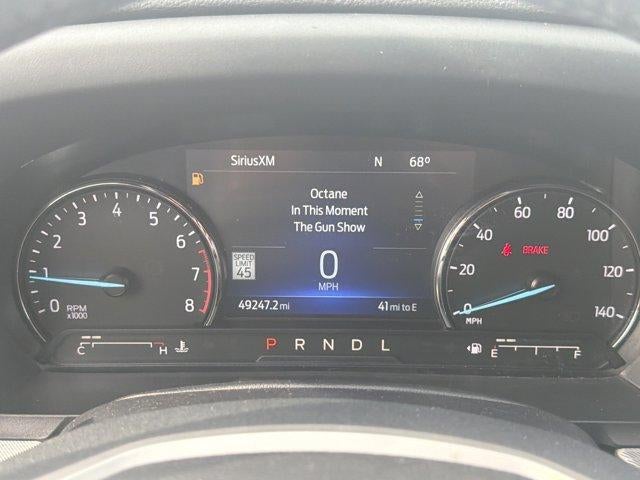 SiriusXM N 68°
Octane
In This Moment
The Gun Show
SPEED
LIMIT
45
0
MPH
49247.2 mi 41 mi to E
0
1
2
3
4
5
6
7
8
RPM
x1000
0
20
40
60
80
100
120
140
MPH
BRAKE
C H
P R N D L
E F